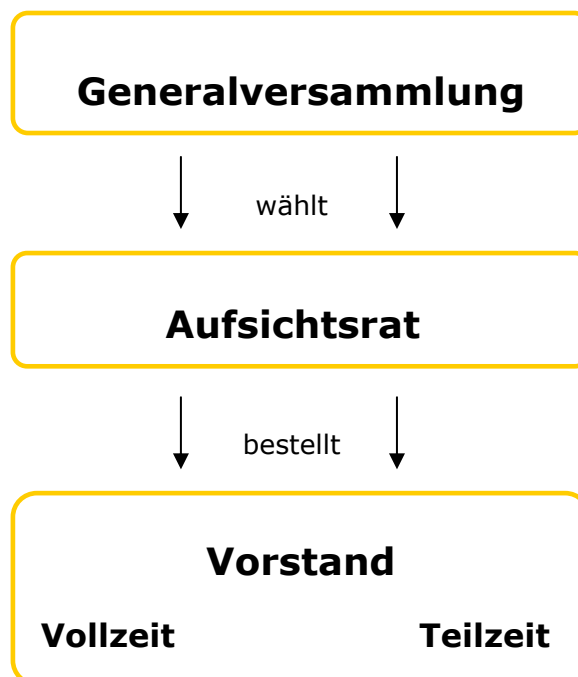 Generalversammlung
wählt
Aufsichtsrat
bestellt
Vorstand
Vollzeit Teilzeit